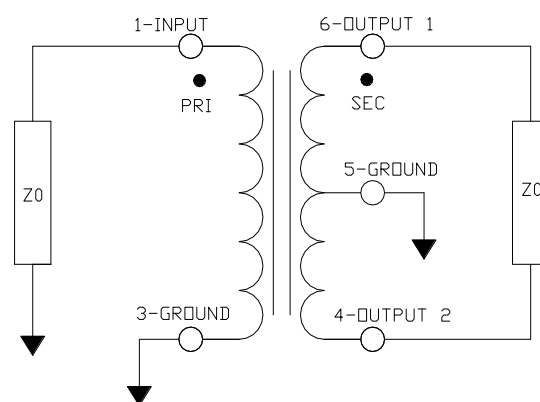 1-INPUT
6-OUTPUT 1
PRI
SEC
5-GROUND
Z0
Z0
3-GROUND
4-OUTPUT 2